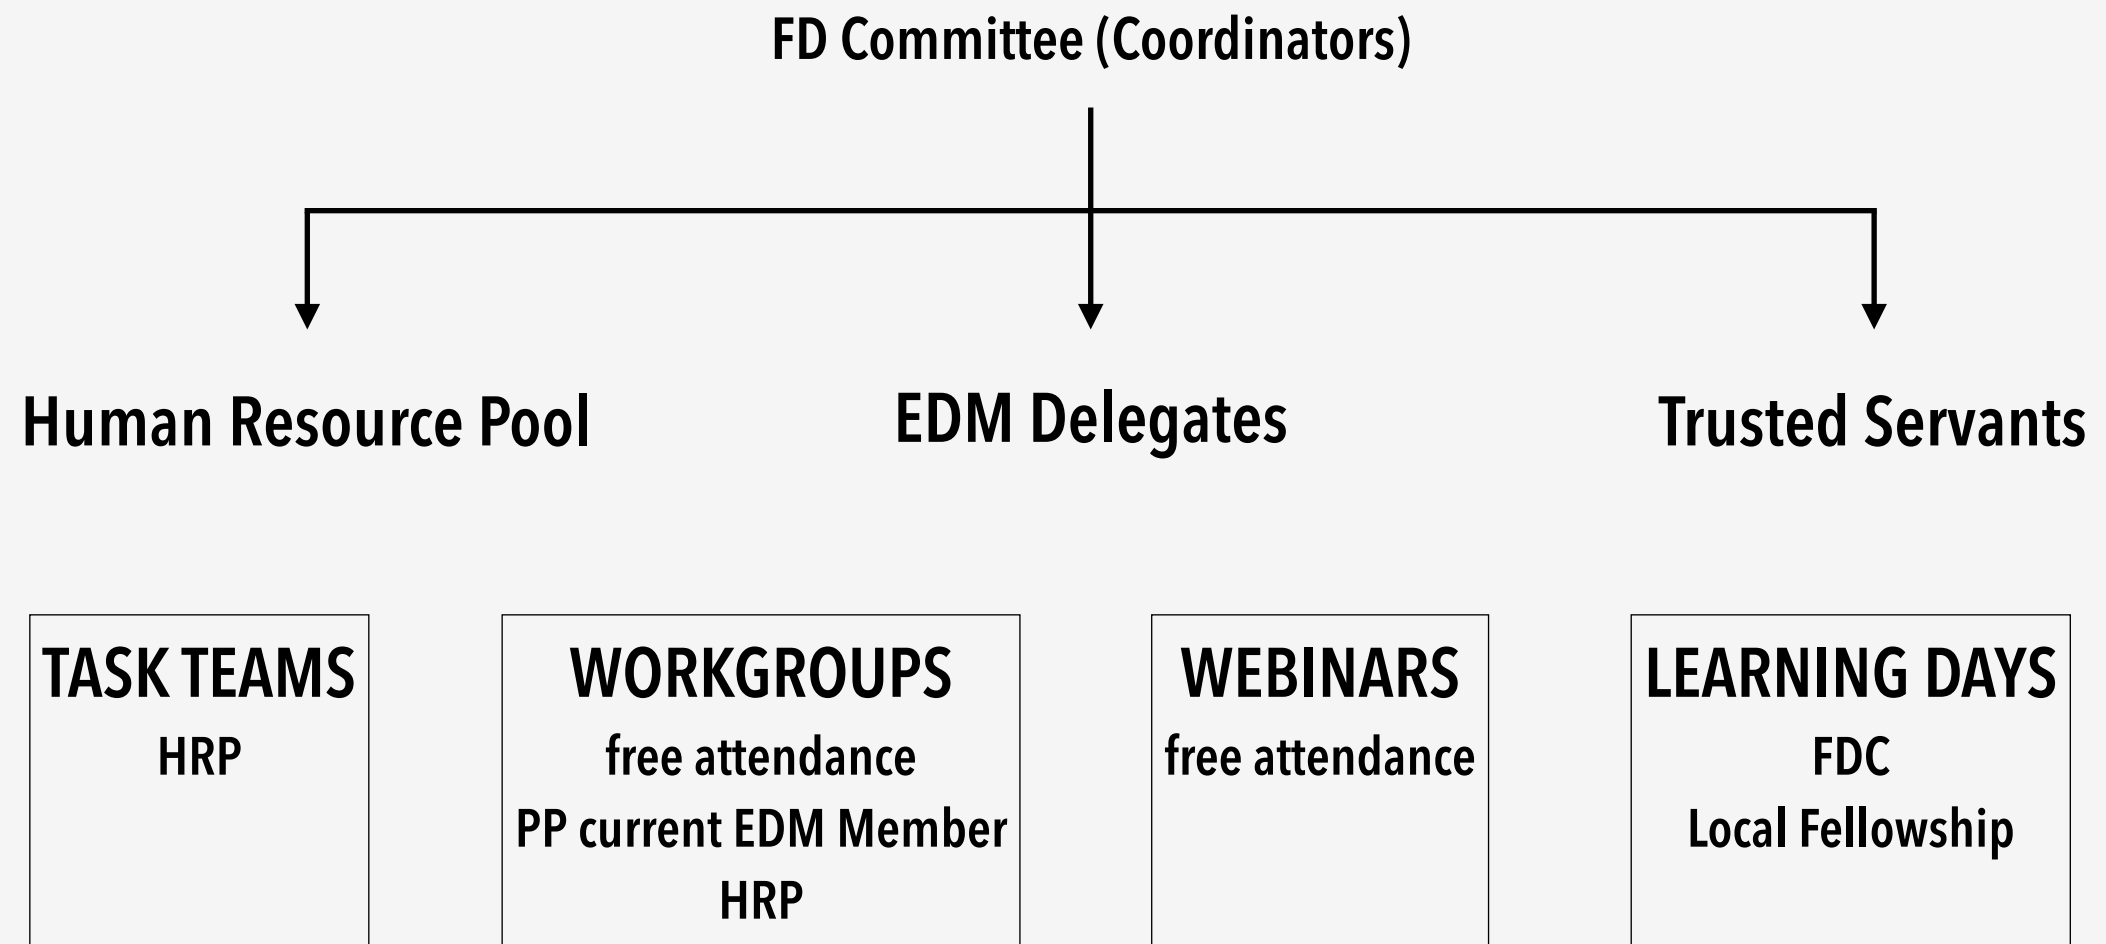 FD Committee (Coordinators)
Human Resource Pool
EDM Delegates
Trusted Servants
TASK TEAMS
HRP
WORKGROUPS
free attendance
PP current EDM Member
HRP
WEBINARS
free attendance
LEARNING DAYS
FDC
Local Fellowship